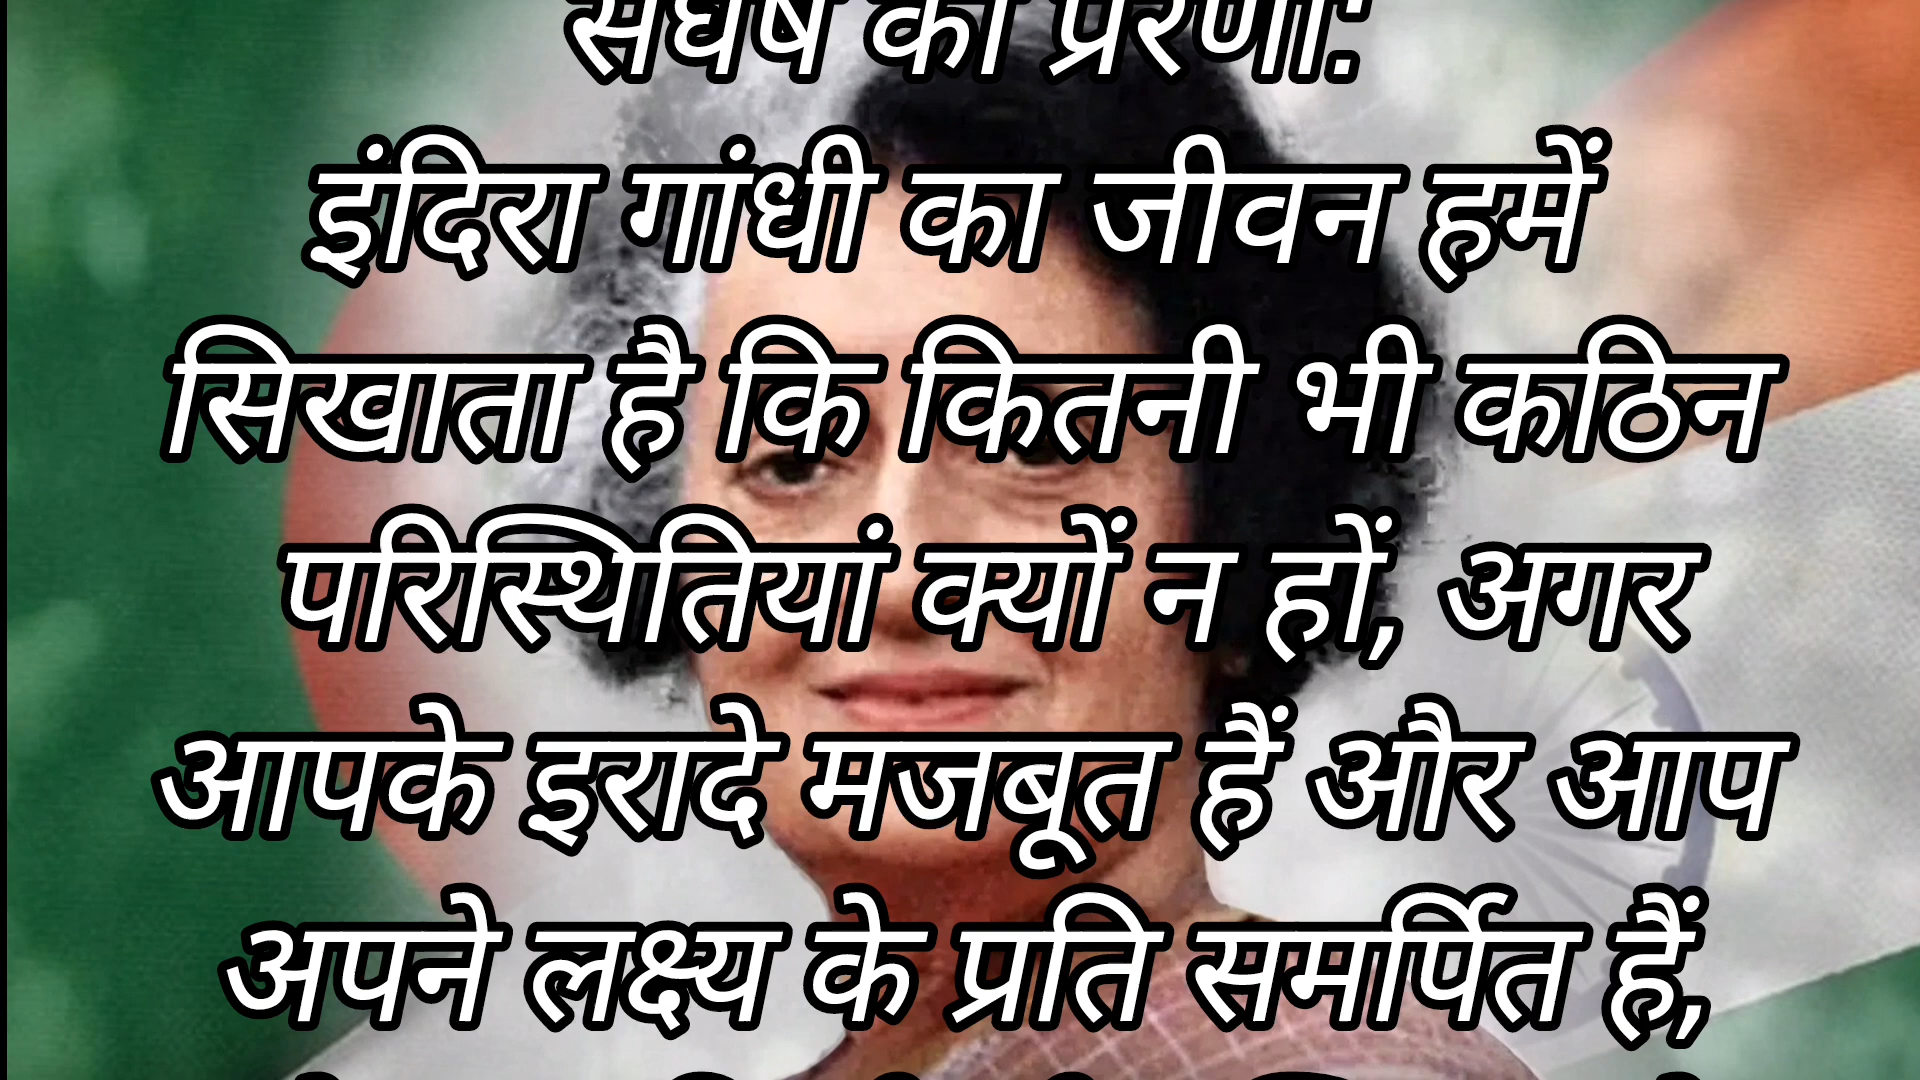 संघर्ष की प्रेरणा:
इंदिरा गांधी का जीवन हमें
सिखाता है कि कितनी भी कठिन
परिस्थितियां क्यों न हों, अगर
आपके इरादे मजबूत हैं और आप
अपने लक्ष्य के प्रति समर्पित हैं,